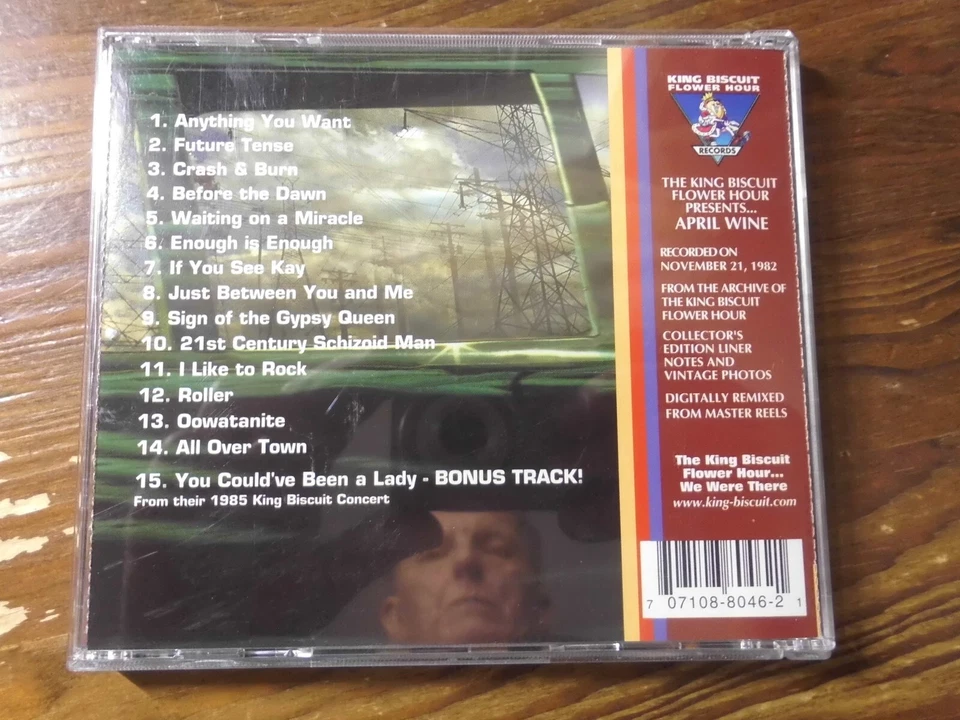 1. Anything You Want
2. Future Tense
3. Crash & Burn
4. Before the Dawn
5. Waiting on a Miracle
6. Enough is Enough
7. If You See Kay
8. Just Between You and Me
9. Sign of the Gypsy Queen
10. 21st Century Schizoid Man
11. I Like to Rock
12. Roller
13. Oowatanite
14. All Over Town
15. You Could've Been a Lady - BONUS TRACK!
From their 1985 King Biscuit Concert
KING BISCUIT
FLOWER HOUR
RECORDS
THE KING BISCUIT
FLOWER HOUR
PRESENTS...
APRIL WINE
RECORDED ON
NOVEMBER 21, 1982
FROM THE ARCHIVE OF
THE KING BISCUIT
FLOWER HOUR
COLLECTOR'S
EDITION LINER
NOTES AND
VINTAGE PHOTOS
DIGITALLY REMIXED
FROM MASTER REELS
The King Biscuit
Flower Hour...
We Were There
www.king-biscuit.com
7 07108-8046-2 1